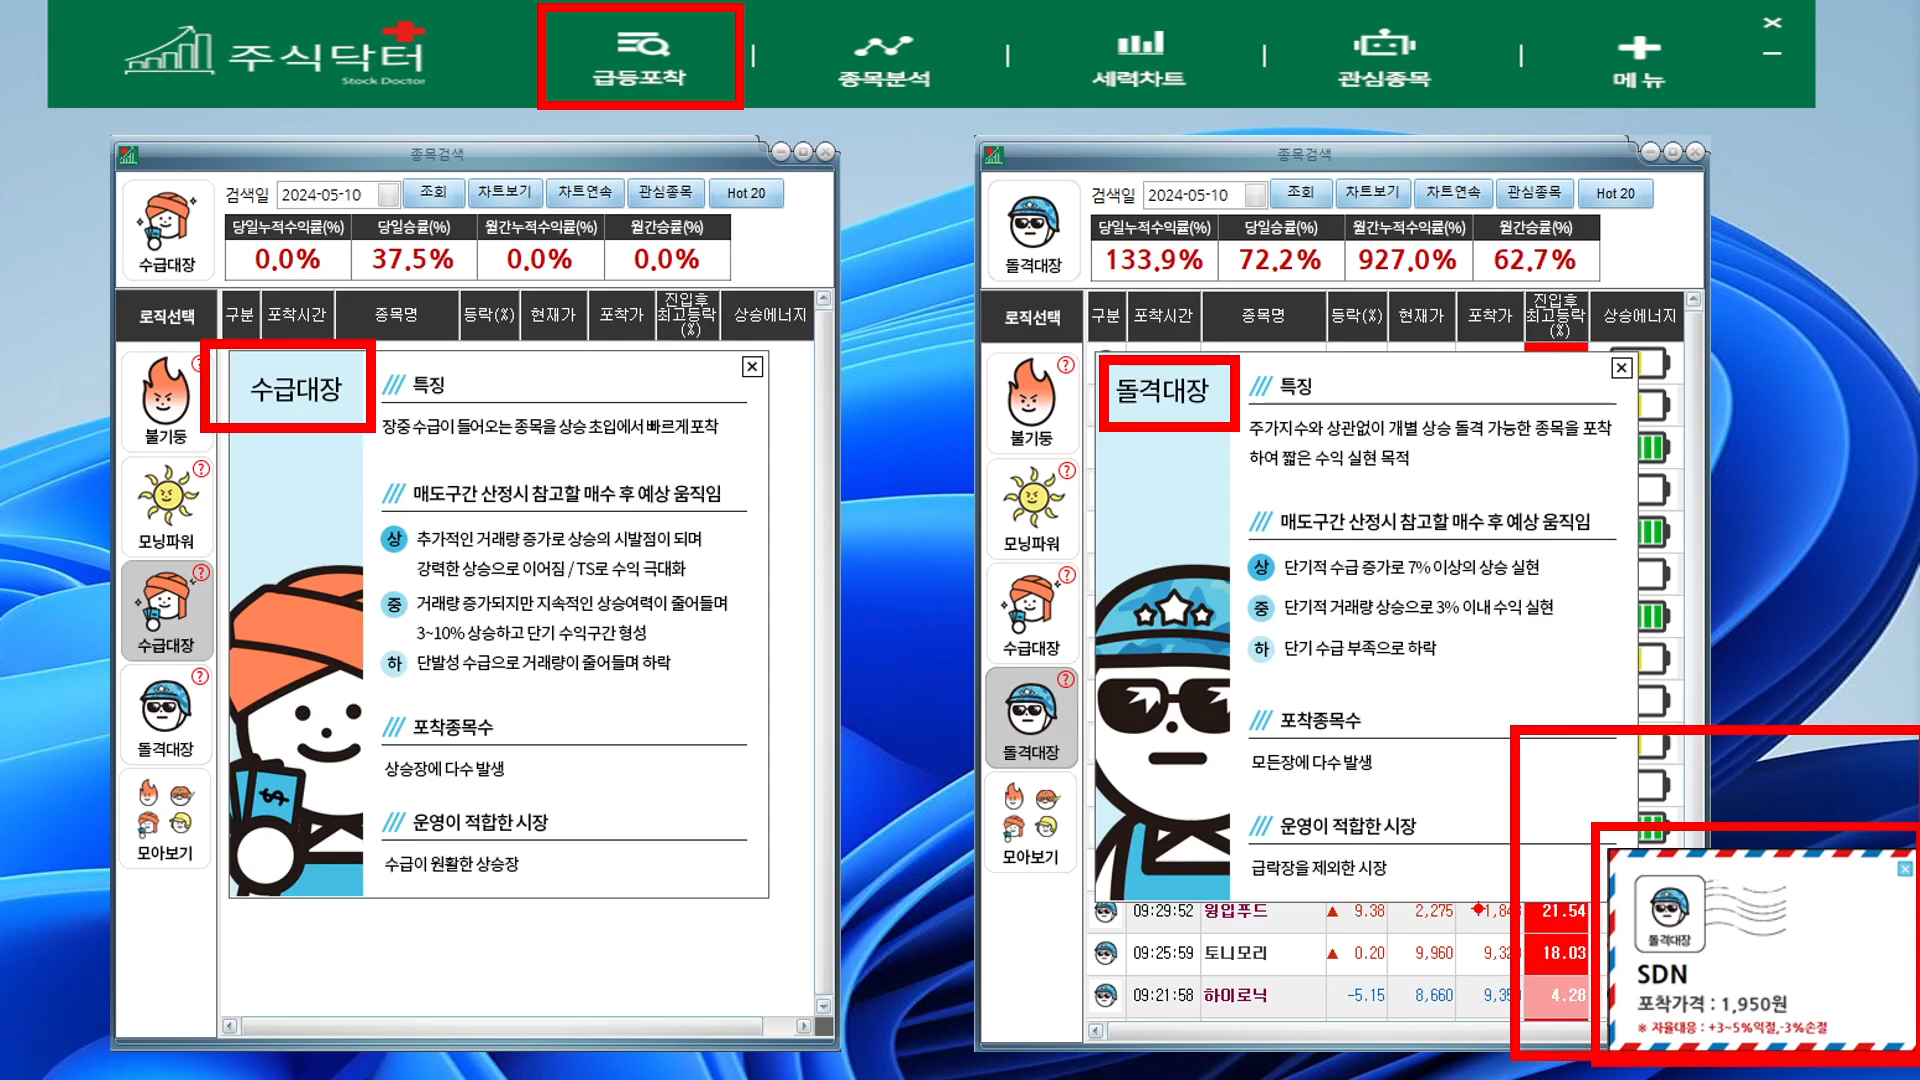 주식닥터
Stock Doctor
급등포착
종목분석
세력차트
관심종목
메뉴
종목검색
수급대장
검색일
2024-05-10
조회
차트보기
차트연속
관심종목
Hot 20
당일누적수익률(%)
당일승률(%)
월간누적수익률(%)
월간승률(%)
0.0%
37.5%
0.0%
0.0%
로직선택
구분
포착시간
종목명
등락(%)
현재가
포착가
진입후
최고등락
(%)
상승에너지
불기둥
모닝파워
수급대장
돌격대장
모아보기
수급대장
/// 특징
장중 수급이 들어오는 종목을 상승 초입에서 빠르게 포착
/// 매도구간 산정시 참고할 매수 후 예상 움직임
상 추가적인 거래량 증가로 상승의 시발점이 되며
강력한 상승으로 이어짐 / TS로 수익 극대화
중 거래량 증가되지만 지속적인 상승여력이 줄어들며
3~10% 상승하고 단기 수익구간 형성
하 단발성 수급으로 거래량이 줄어들며 하락
/// 포착종목수
상승장에 다수 발생
/// 운영이 적합한 시장
수급이 원활한 상승장
종목검색
돌격대장
검색일
2024-05-10
조회
차트보기
차트연속
관심종목
Hot 20
당일누적수익률(%)
당일승률(%)
월간누적수익률(%)
월간승률(%)
133.9%
72.2%
927.0%
62.7%
로직선택
구분
포착시간
종목명
등락(%)
현재가
포착가
진입후
최고등락
(%)
상승에너지
불기둥
모닝파워
수급대장
돌격대장
모아보기
돌격대장
/// 특징
주가지수와 상관없이 개별 상승 돌격 가능한 종목을 포착
하여 짧은 수익 실현 목적
/// 매도구간 산정시 참고할 매수 후 예상 움직임
상 단기적 수급 증가로 7% 이상의 상승 실현
중 단기적 거래량 상승으로 3% 이내 수익 실현
하 단기 수급 부족으로 하락
/// 포착종목수
모든장에 다수 발생
/// 운영이 적합한 시장
급락장을 제외한 시장
09:29:52 윙입푸드 ▲ 9.38 2,275 21.54
09:25:59 토니모리 ▲ 0.20 9,960 18.03
09:21:58 하이로닉 -5.15 8,660 4.28
돌격대장
SDN
포착가격 : 1,950원
※ 자율대응 : +3~5%익절,-3%손절